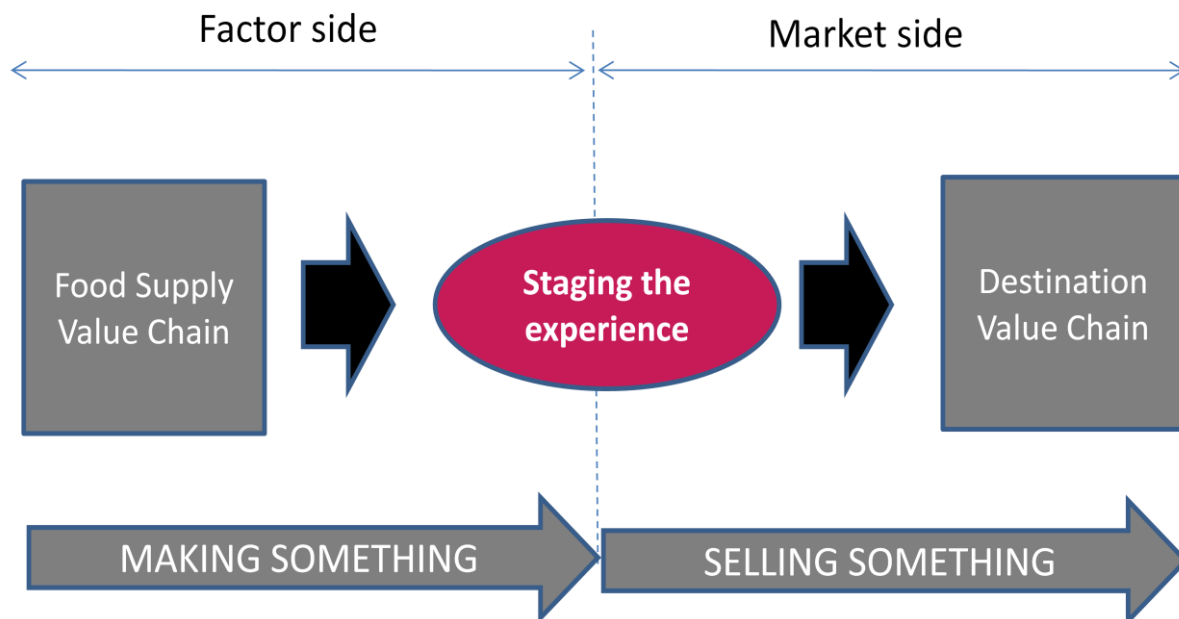 Factor side
Market side
Food Supply
Value Chain
Staging the
experience
Destination
Value Chain
MAKING SOMETHING
SELLING SOMETHING